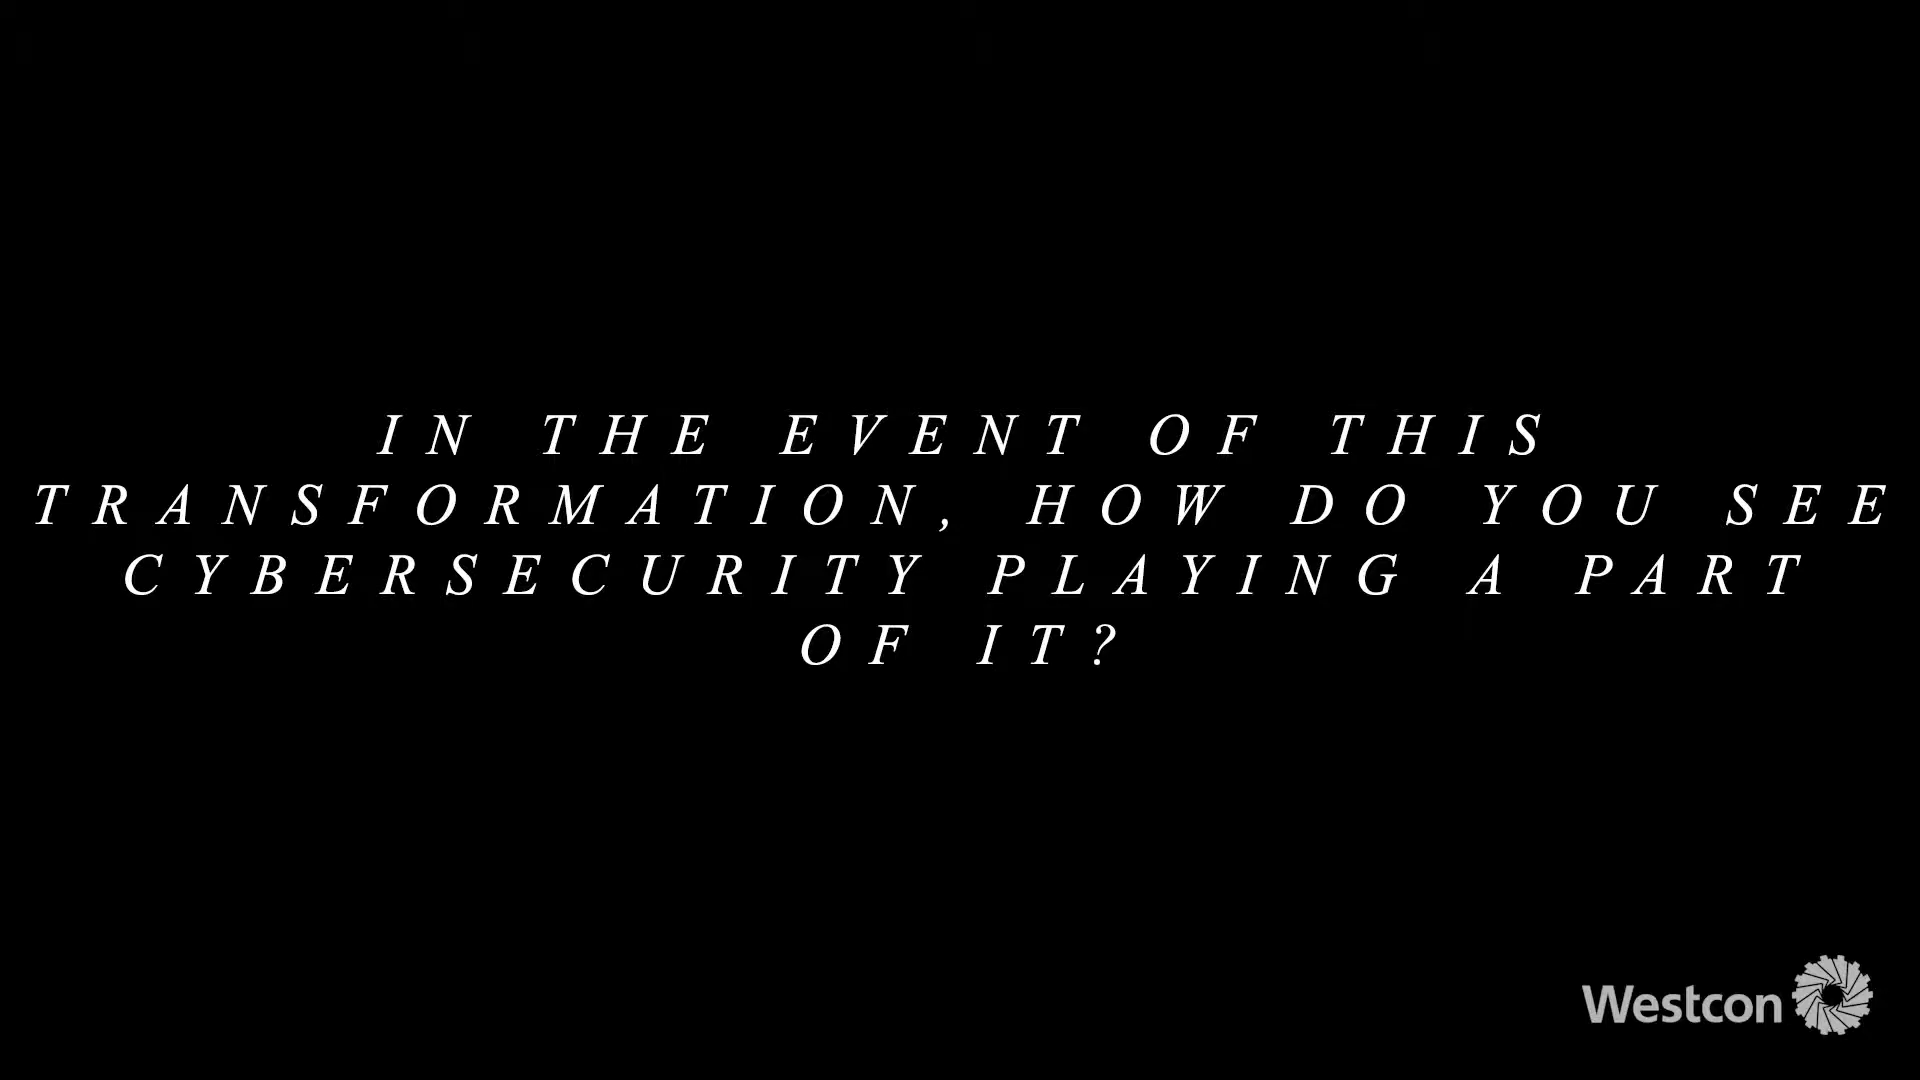 IN THE EVENT OF THIS
TRANSFORMATION, HOW DO YOU SEE
CYBERSECURITY PLAYING A PART
OF IT?
Westcon